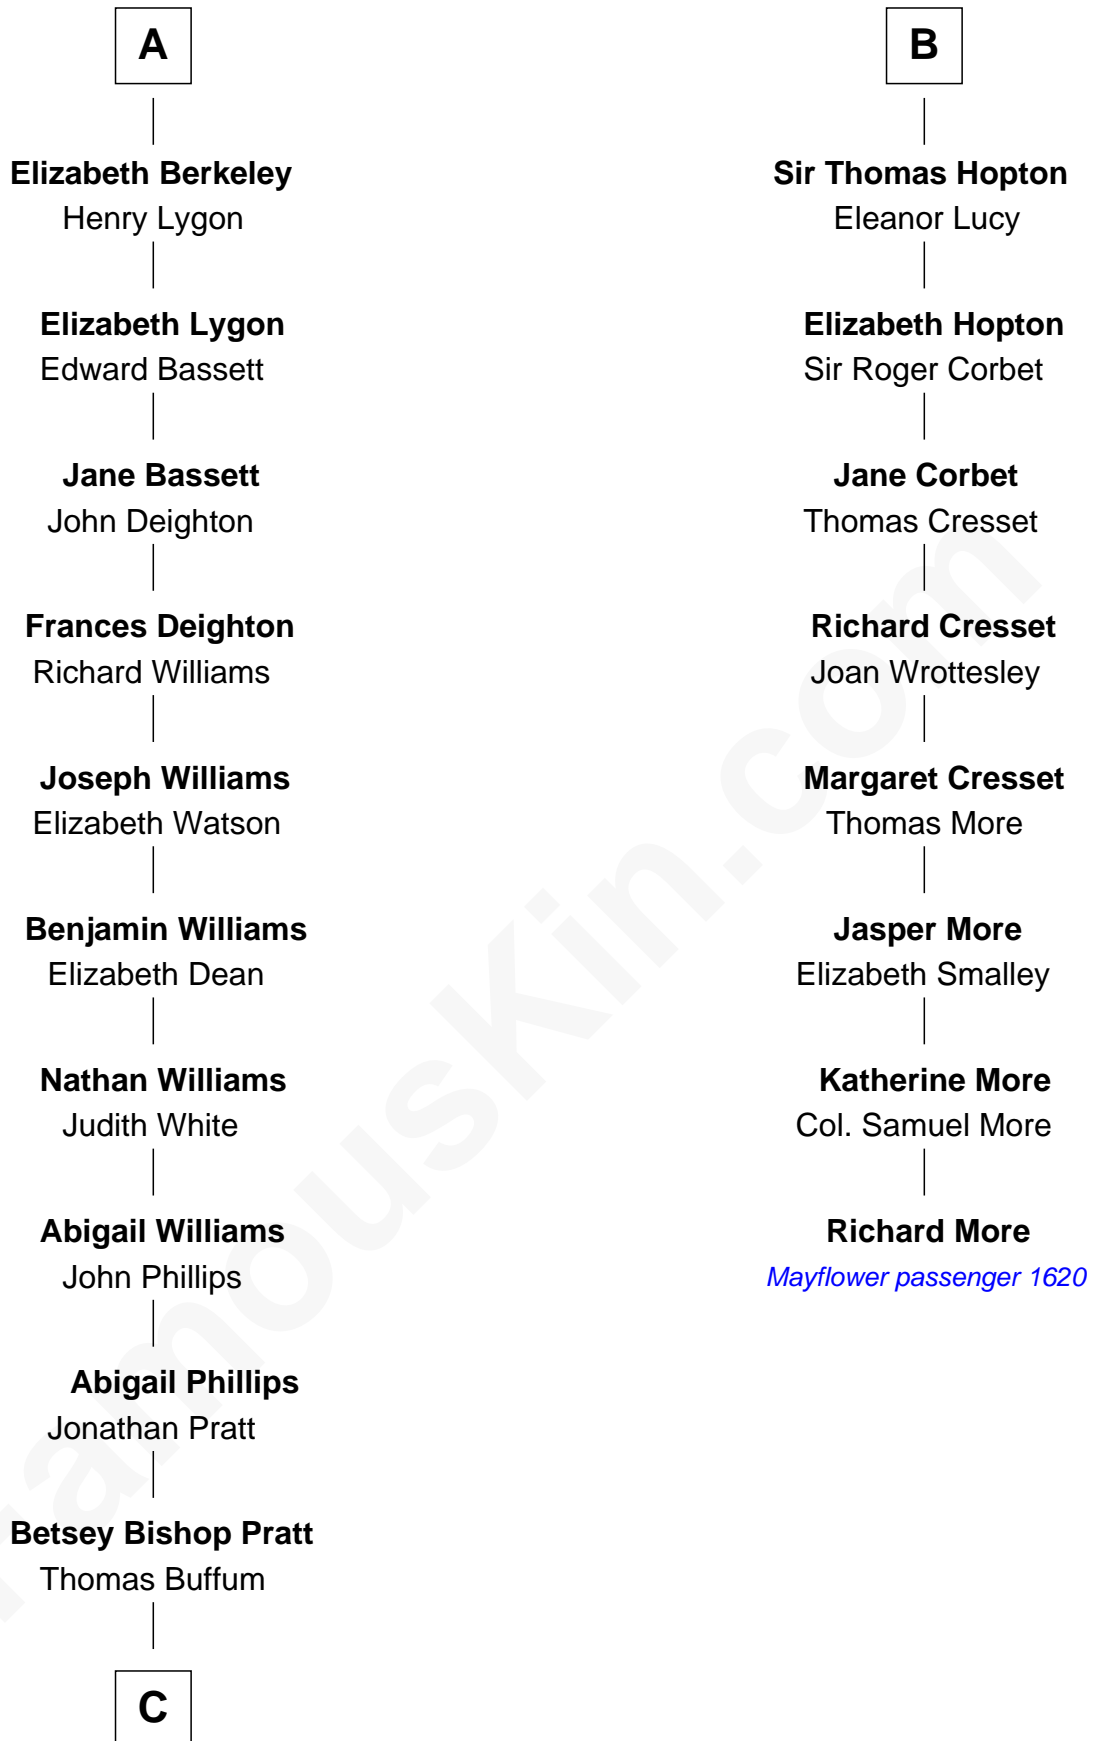 A
Elizabeth Berkeley
Henry Lygon
Elizabeth Lygon
Edward Bassett
Jane Bassett
John Deighton
Frances Deighton
Richard Williams
Joseph Williams
Elizabeth Watson
Benjamin Williams
Elizabeth Dean
Nathan Williams
Judith White
Abigail Williams
John Phillips
Abigail Phillips
Jonathan Pratt
Betsey Bishop Pratt
Thomas Buffum
C
B
Sir Thomas Hopton
Eleanor Lucy
Elizabeth Hopton
Sir Roger Corbet
Jane Corbet
Thomas Cresset
Richard Cresset
Joan Wrottesley
Margaret Cresset
Thomas More
Jasper More
Elizabeth Smalley
Katherine More
Col. Samuel More
Richard More
Mayflower passenger 1620
FamousKin.com